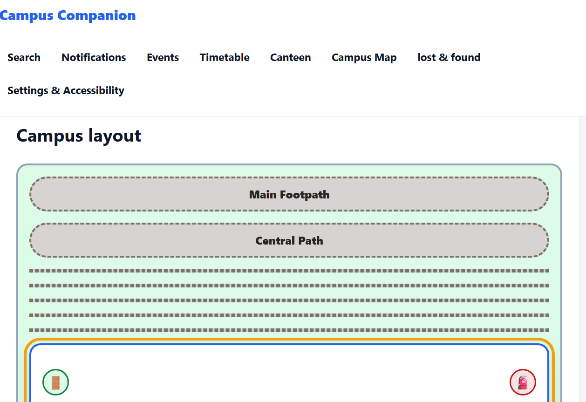 Campus Companion
Search Notifications Events Timetable Canteen Campus Map lost & found
Settings & Accessibility
Campus layout
Main Footpath
Central Path